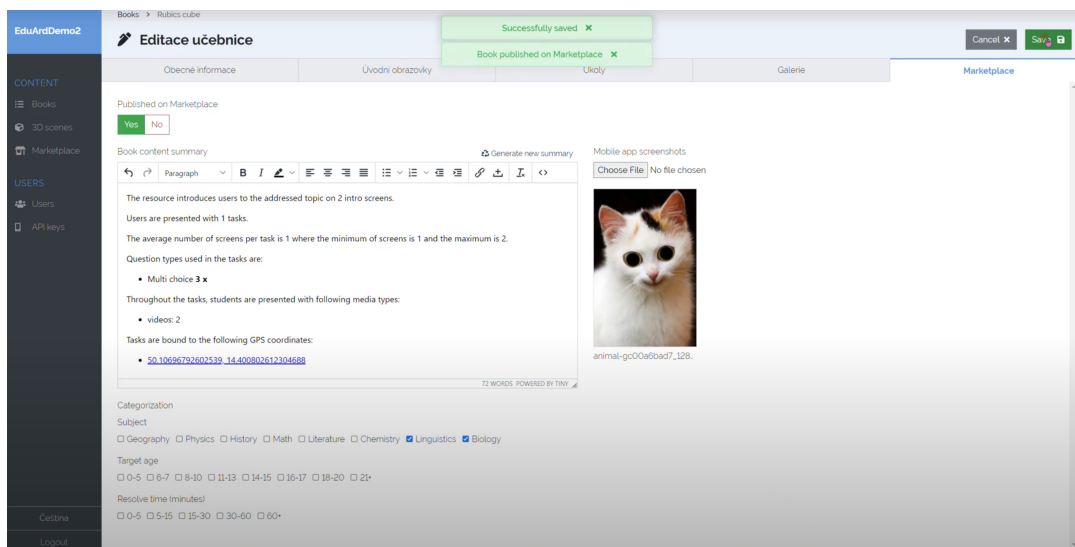 Books > Rubics cube
EduArdDemo2
Editace učebnice
Successfully saved ×
Book published on Marketplace ×
Cancel ×
Save
Obecné informace
Úvodní obrazovky
Úkoly
Galerie
Marketplace
CONTENT
Books
3D scenes
Marketplace
USERS
Users
API keys
Čeština
Logout
Published on Marketplace
Yes No
Book content summary
Generate new summary
Paragraph
The resource introduces users to the addressed topic on 2 intro screens.
Users are presented with 1 tasks.
The average number of screens per task is 1 where the minimum of screens is 1 and the maximum is 2.
Question types used in the tasks are:
• Multi choice 3 x
Throughout the tasks, students are presented with following media types:
• videos: 2
Tasks are bound to the following GPS coordinates:
• 50.10696792602539, 14.400802612304688
72 WORDS POWERED BY TINY
Mobile app screenshots
Choose File No file chosen
animal-gc00a6bad7_128..
Categorization
Subject
Geography Physics History Math Literature Chemistry Linguistics Biology
Target age
0-5 6-7 8-10 11-13 14-15 16-17 18-20 21+
Resolve time (minutes)
0-5 5-15 15-30 30-60 60+